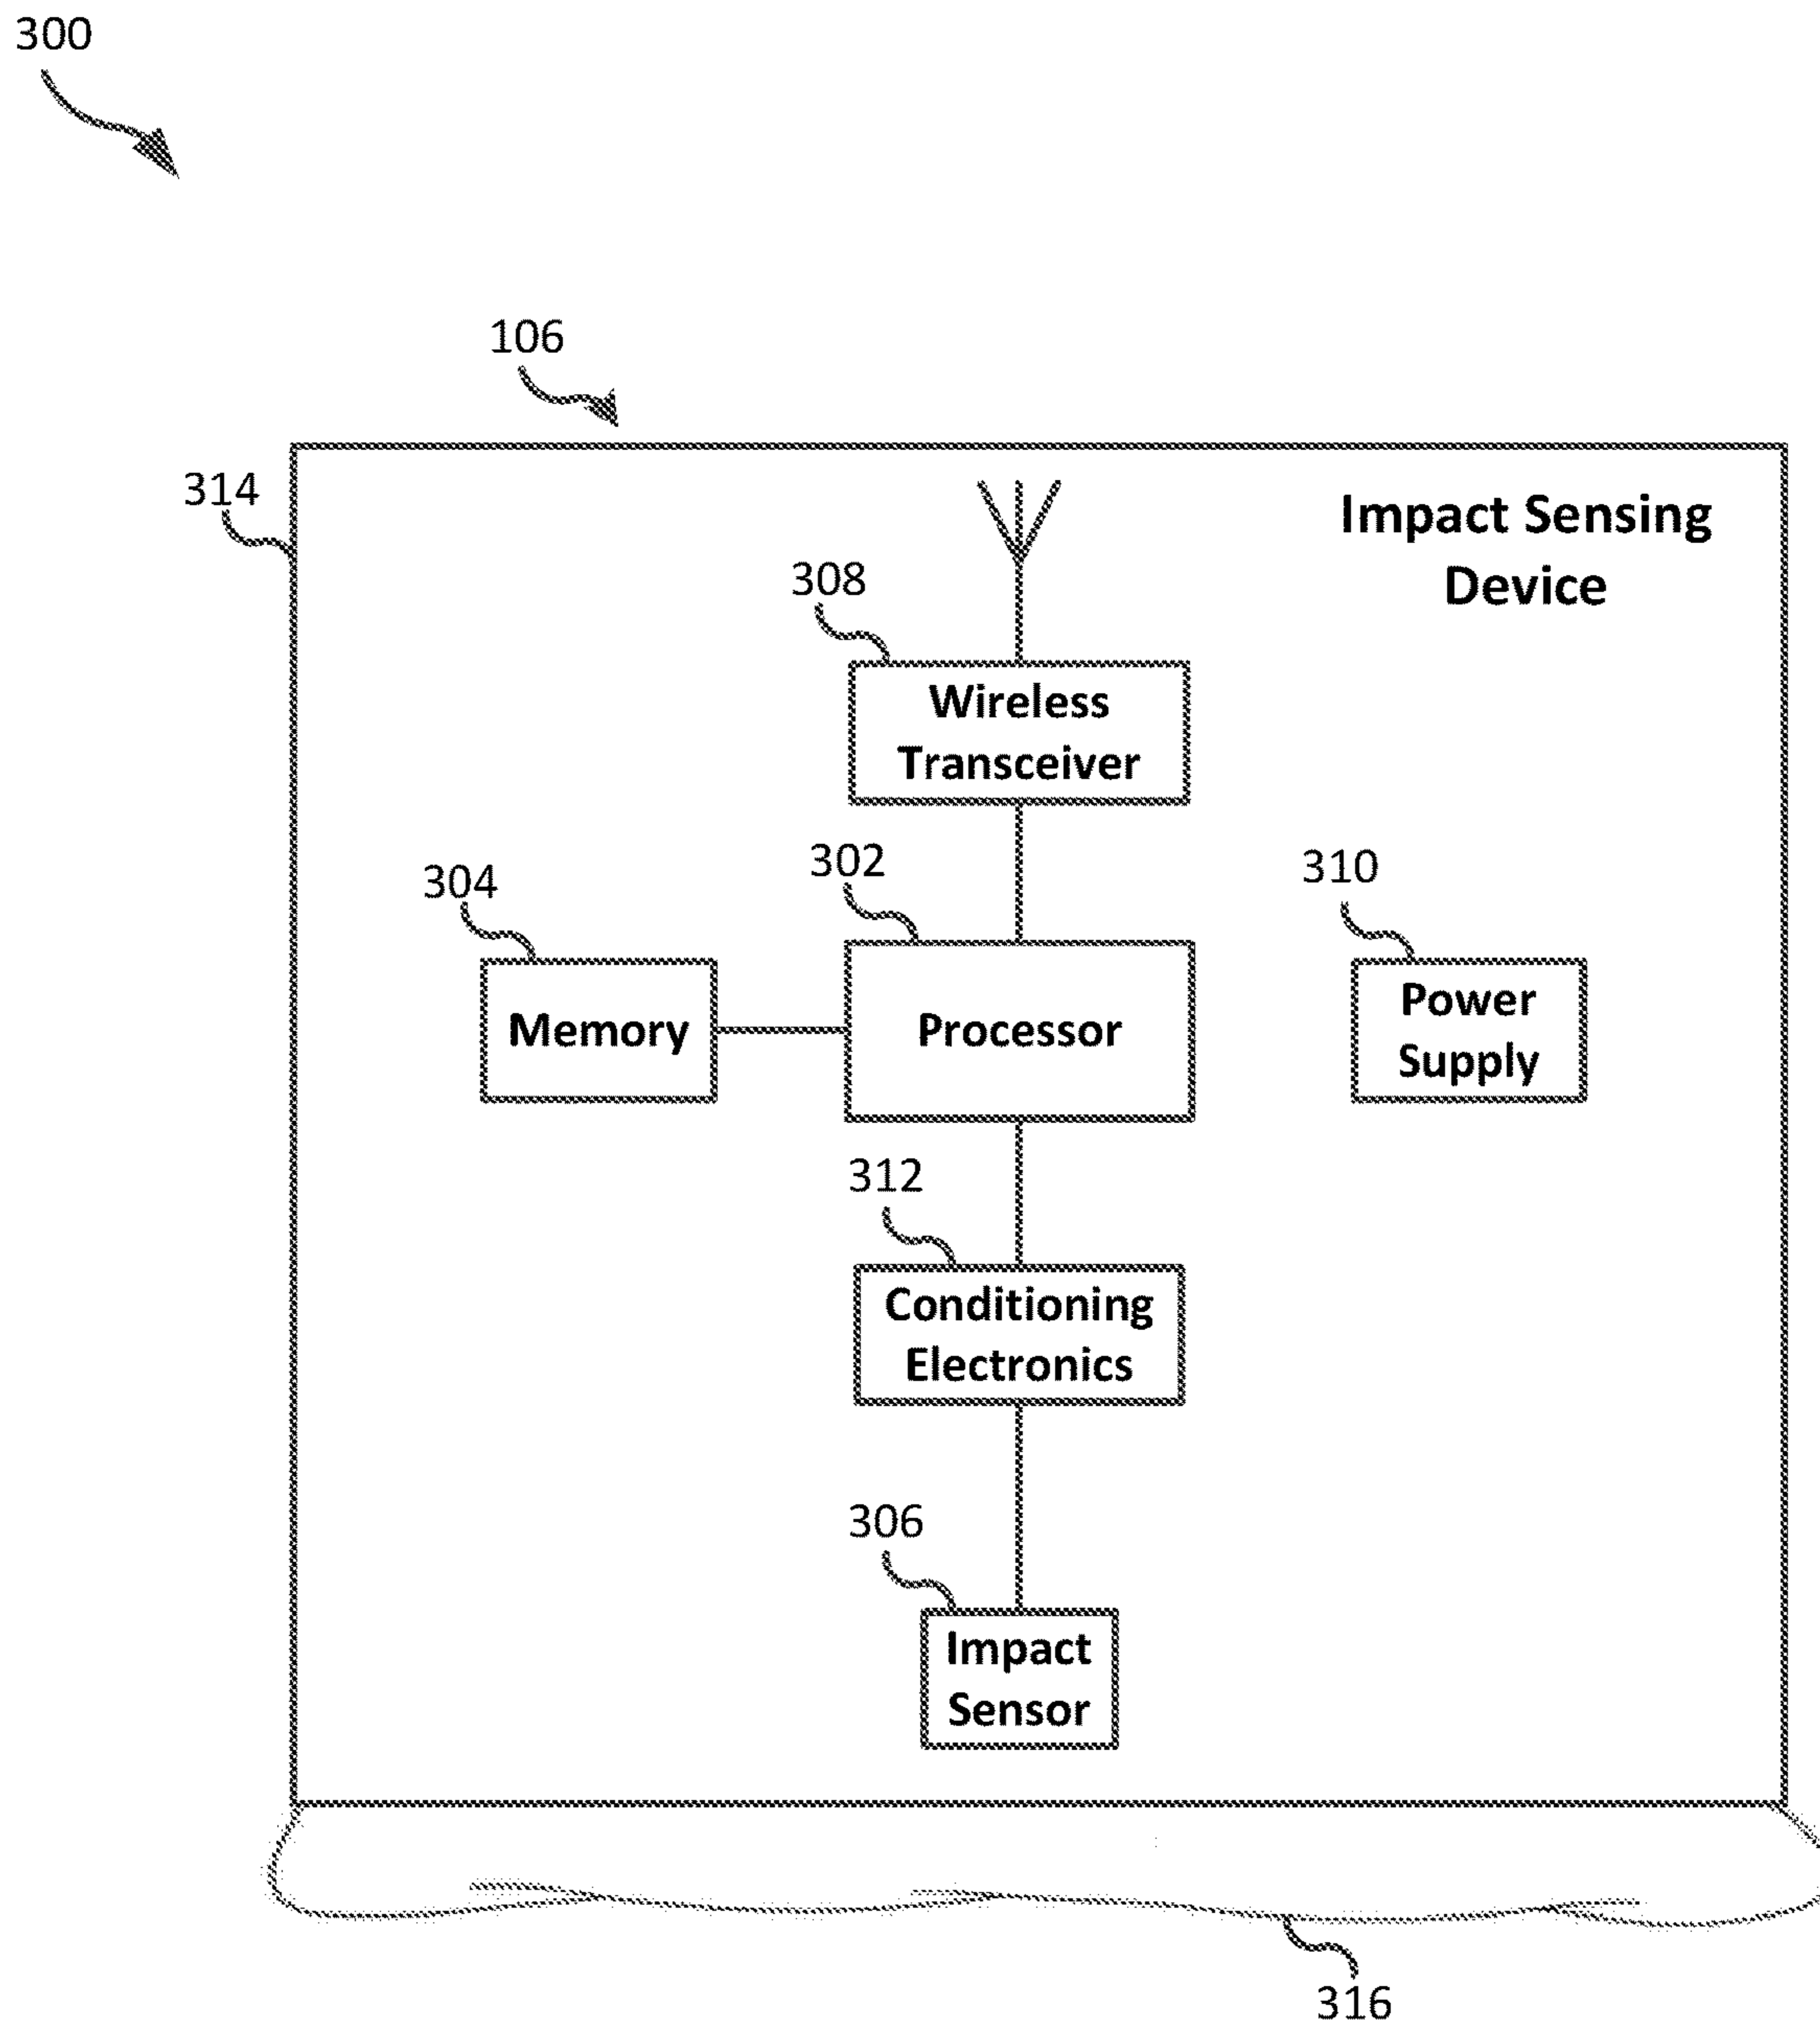 300
106
314
Impact Sensing
Device
308
Wireless
Transceiver
304
302
310
Memory
Processor
Power
Supply
312
Conditioning
Electronics
306
Impact
Sensor
316